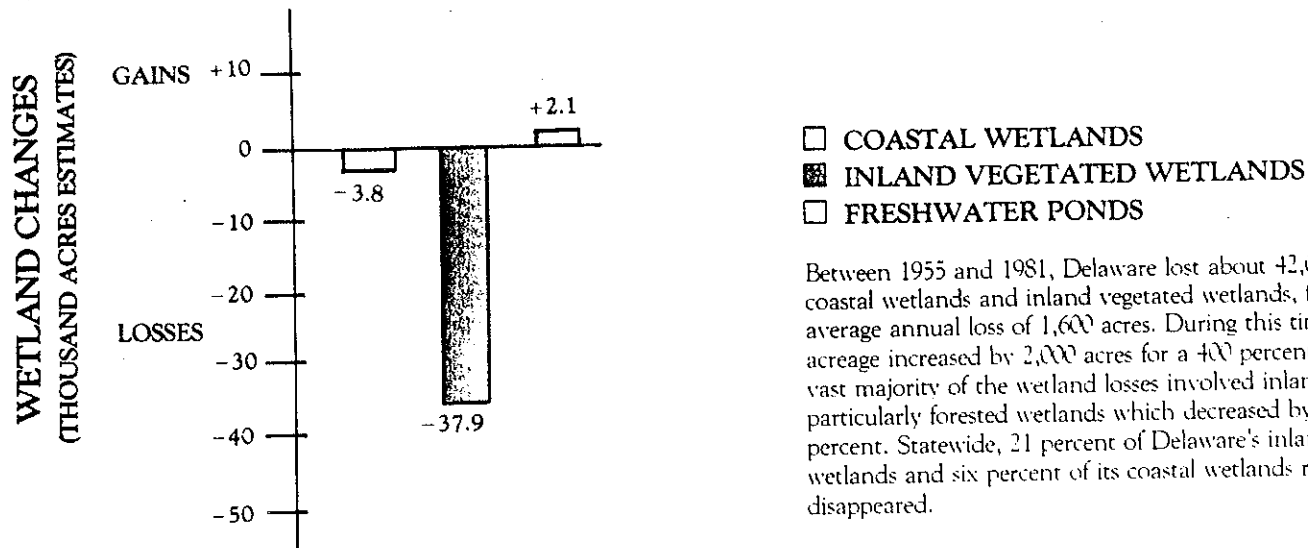 WETLAND CHANGES
(THOUSAND ACRES ESTIMATES)
GAINS +10
+2.1
0
-3.8
-10
-20
LOSSES
-30
-37.9
-40
-50
COASTAL WETLANDS
INLAND VEGETATED WETLANDS
FRESHWATER PONDS
Between 1955 and 1981, Delaware lost about 42,
coastal wetlands and inland vegetated wetlands,
average annual loss of 1,600 acres. During this
acreage increased by 2,000 acres for a 400
vast majority of the wetland losses involved
particularly forested wetlands which decreased by
percent. Statewide, 21 percent of Delaware's
wetlands and six percent of its coastal wetlands
disappeared.